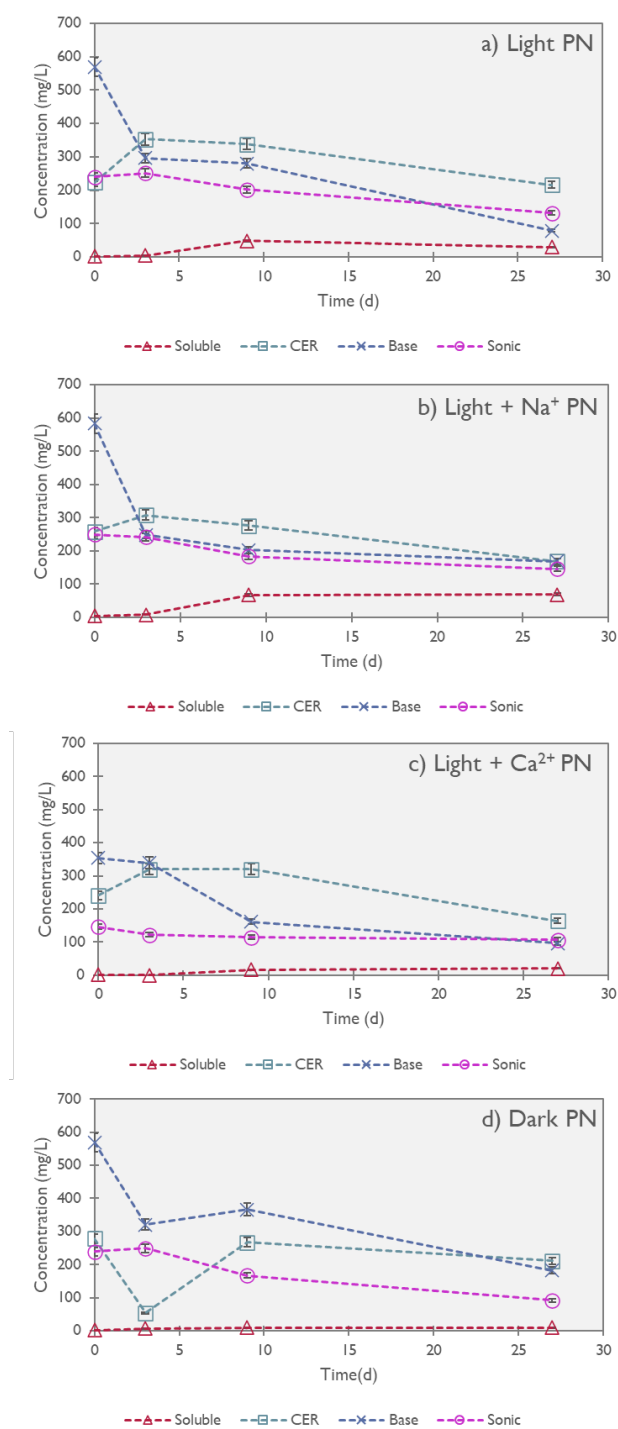 a) Light PN
Concentration (mg/L)
700
600
500
400
300
200
100
0
0 5 10 15 20 25 30
Time (d)
Soluble CER Base Sonic
b) Light + Na⁺ PN
Concentration (mg/L)
700
600
500
400
300
200
100
0
0 5 10 15 20 25 30
Time (d)
Soluble CER Base Sonic
c) Light + Ca²⁺ PN
Concentration (mg/L)
700
600
500
400
300
200
100
0
0 5 10 15 20 25 30
Time (d)
Soluble CER Base Sonic
d) Dark PN
Concentration (mg/L)
700
600
500
400
300
200
100
0
0 5 10 15 20 25 30
Time(d)
Soluble CER Base Sonic